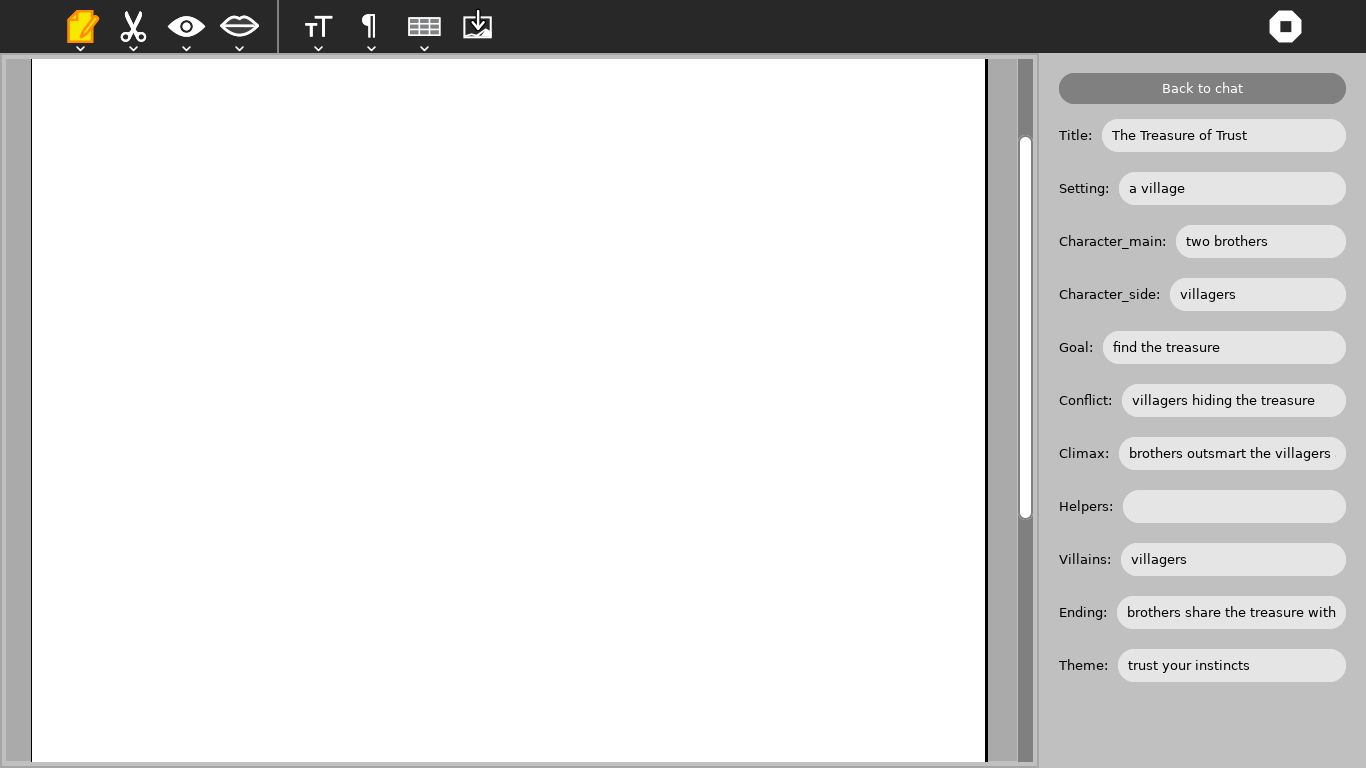 Back to chat
Title: The Treasure of Trust
Setting: a village
Character_main: two brothers
Character_side: villagers
Goal: find the treasure
Conflict: villagers hiding the treasure
Climax: brothers outsmart the villagers
Helpers:
Villains: villagers
Ending: brothers share the treasure with
Theme: trust your instincts